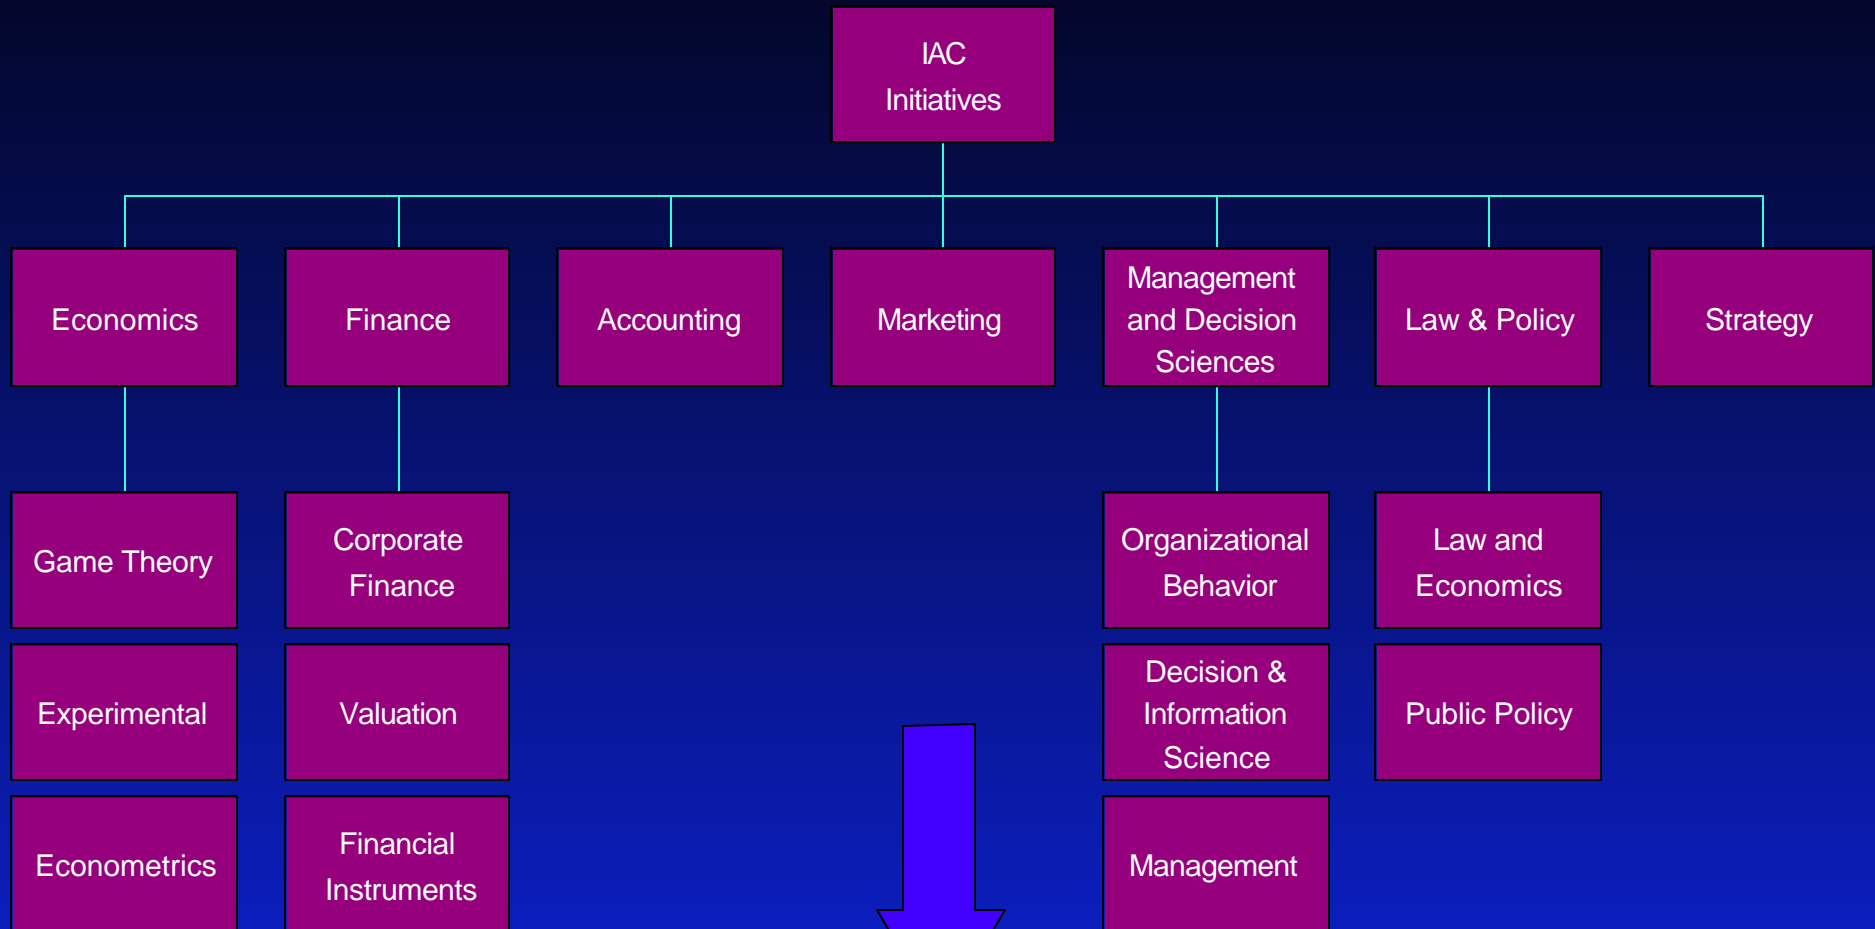 IAC
Initiatives
Economics
Finance
Accounting
Marketing
Management
and Decision
Sciences
Law & Policy
Strategy
Game Theory
Corporate
Finance
Organizational
Behavior
Law and
Economics
Experimental
Valuation
Decision &
Information
Science
Public Policy
Econometrics
Financial
Instruments
Management